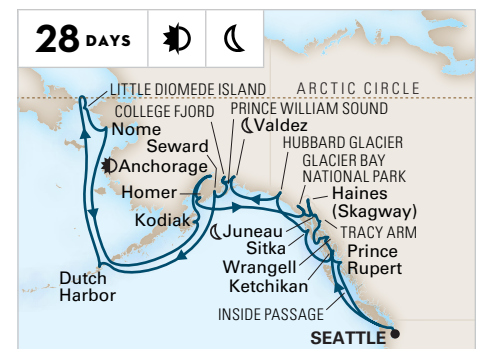 28 DAYS
LITTLE DIOMEDE ISLAND
ARCTIC CIRCLE
COLLEGE FJORD
PRINCE WILLIAM SOUND
Nome
Valdez
Seward
HUBBARD GLACIER
Anchorage
GLACIER BAY
NATIONAL PARK
Homer
Haines
(Skagway)
Kodiak
Juneau
TRACY ARM
Sitka
Wrangell
Prince
Rupert
Ketchikan
Dutch
Harbor
INSIDE PASSAGE
SEATTLE